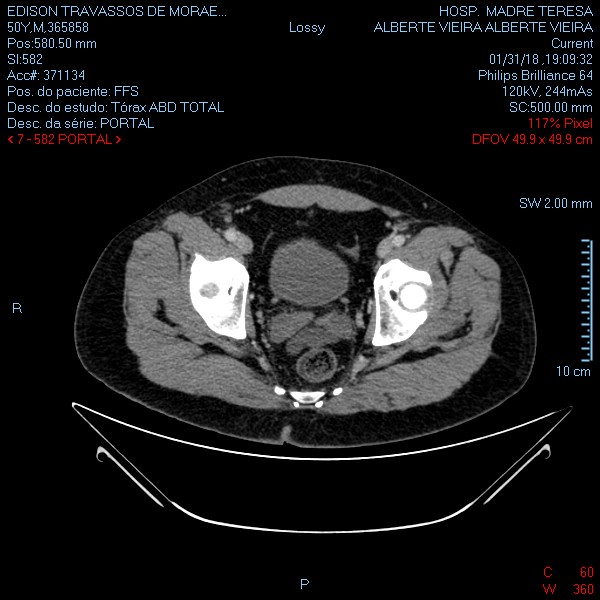 EDISON TRAVASSOS DE MORAE...
50Y,M,365858
Pos:580.50 mm
Sl:582
Acc#: 371134
Pos. do paciente: FFS
Desc. do estudo: Tórax ABD TOTAL
Desc. da série: PORTAL
< 7 - 582 PORTAL >
Lossy
HOSP. MADRE TERESA
ALBERTE VIEIRA ALBERTE VIEIRA
Current
01/31/18 ,19:09:32
Philips Brilliance 64
120kV, 244mAs
SC:500.00 mm
117% Pixel
DFOV 49.9 x 49.9 cm
SW 2.00 mm
R
10 cm
P
C 60
W 360